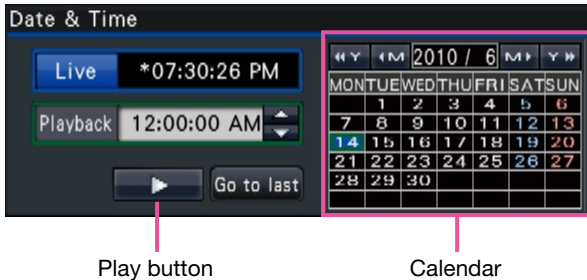 Date & Time
Live *07:30:26 PM
Playback 12:00:00 AM
Go to last
Y M 2010 / 6 M Y
MON TUE WED THU FRI SAT SUN
1 2 3 4 5 6
7 8 9 10 11 12 13
14 15 16 17 18 19 20
21 22 23 24 25 26 27
28 29 30
Play button Calendar